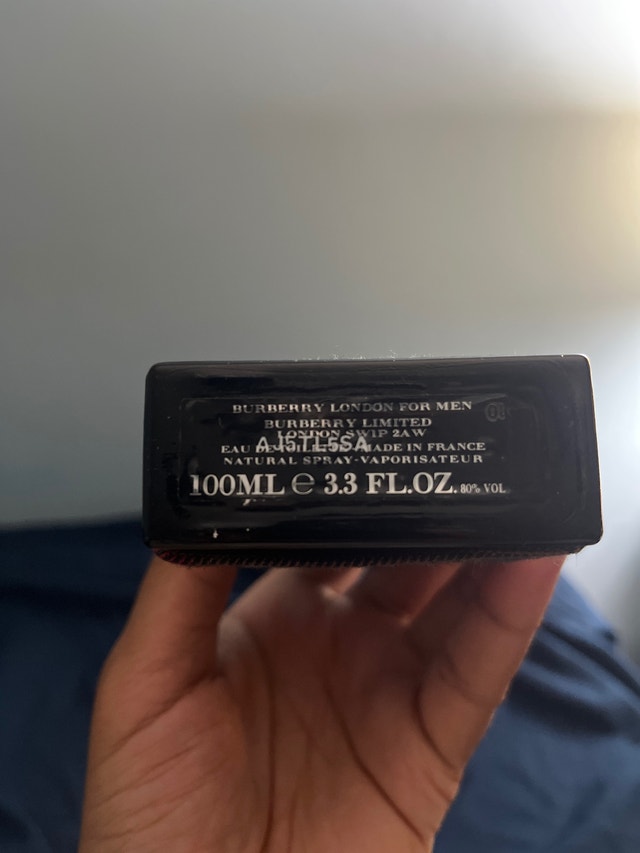 BURBERRY LONDON FOR MEN
BURBERRY LIMITED
LONDON SW1P 2AW
EAU DE TOILETTE MADE IN FRANCE
NATURAL SPRAY-VAPORISATEUR
100ML ℮ 3.3 FL.OZ. 80% VOL